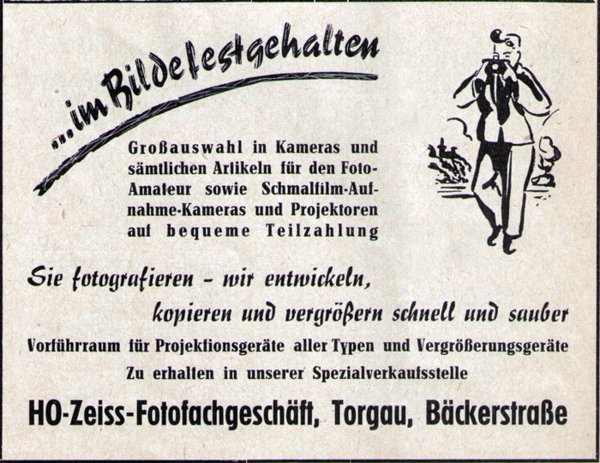 ...im Bilde festgehalten
Großauswahl in Kameras und
sämtlichen Artikeln für den Foto-
Amateur sowie Schmalfilm-Auf-
nahme-Kameras und Projektoren
auf bequeme Teilzahlung
Sie fotografieren - wir entwickeln,
kopieren und vergrößern schnell und sauber
Vorführraum für Projektionsgeräte aller Typen und Vergrößerungsgeräte
Zu erhalten in unserer Spezialverkaufsstelle
HO-Zeiss-Fotofachgeschäft, Torgau, Bäckerstraße